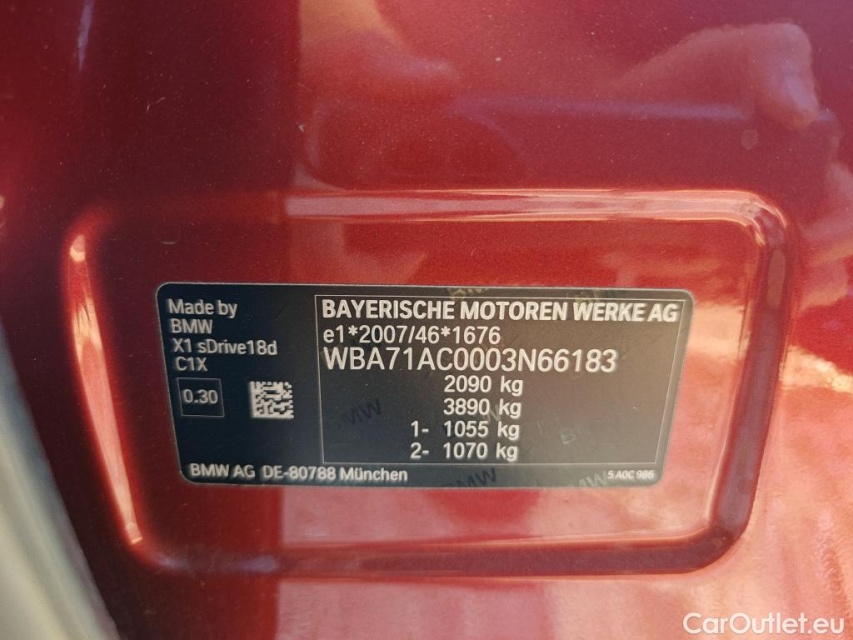 Made by
BMW
X1 sDrive18d
C1X
0.30
BAYERISCHE MOTOREN WERKE AG
e1*2007/46*1676
WBA71AC0003N66183
2090 kg
3890 kg
1- 1055 kg
2- 1070 kg
BMW AG DE-80788 München
5 A0C 986
CarOutlet.eu